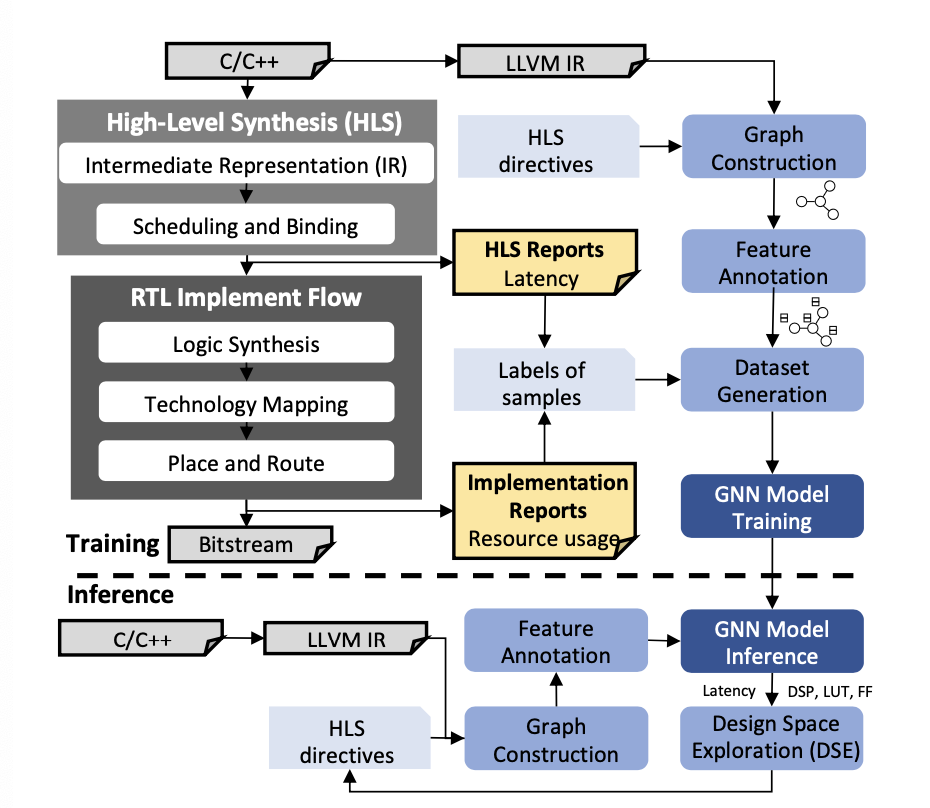 C/C++
LLVM IR
High-Level Synthesis (HLS)
Intermediate Representation (IR)
Scheduling and Binding
HLS
directives
Graph
Construction
HLS Reports
Latency
Feature
Annotation
RTL Implement Flow
Logic Synthesis
Technology Mapping
Place and Route
Labels of
samples
Dataset
Generation
Implementation
Reports
Resource usage
GNN Model
Training
Training
Bitstream
Inference
C/C++
LLVM IR
Feature
Annotation
GNN Model
Inference
Latency
DSP, LUT, FF
HLS
directives
Graph
Construction
Design Space
Exploration (DSE)